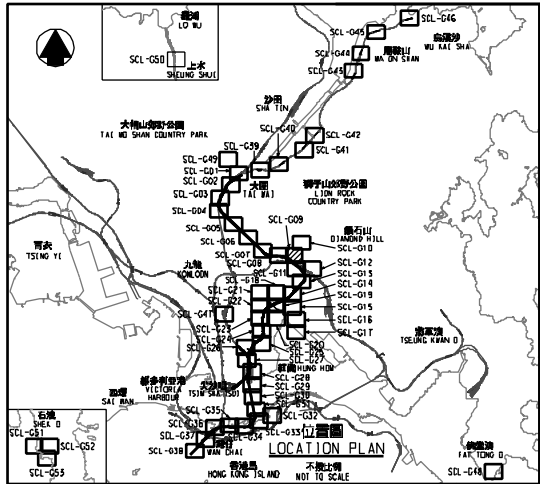 羅湖
LO WU
SCL-G50
上水
SHEUNG SHUI
SCL-G46
SCL-G45
烏溪沙
WU KAI SHA
SCL-G44
馬鞍山
MA ON SHAN
SCL-G43
沙田
SHA TIN
大帽山郊野公園
TAI MO SHAN COUNTRY PARK
SCL-G40
SCL-G39
SCL-G42
SCL-G41
SCL-G49
SCL-G01
SCL-G02
SCL-G03
SCL-G04
大圍
TAI WAI
獅子山郊野公園
LION ROCK
COUNTRY PARK
SCL-G05
SCL-G06
SCL-G07
SCL-G08
SCL-G09
鑽石山
DIAMOND HILL
SCL-G10
SCL-G11
SCL-G12
SCL-G13
SCL-G14
SCL-G18
SCL-G19
SCL-G15
SCL-G16
SCL-G17
青衣
TSING YI
九龍
KOWLOON
SCL-G21
SCL-G22
SCL-G47
SCL-G23
SCL-G24
SCL-G26
SCL-G20
SCL-G25
SCL-G27
將軍澳
TSEUNG KWAN O
紅磡
HUNG HOM
SCL-G28
SCL-G29
SCL-G30
維多利亞港
VICTORIA
HARBOUR
尖沙咀
TSIM SHA TSUI
西環
SAI WAN
SCL-G35
SCL-G32
SCL-G36
SCL-G37
SCL-G34
SCL-G33
SCL-G38
灣仔
WAN CHAI
香港島
HONG KONG ISLAND
石澳
SHEK O
SCL-G51
SCL-G52
SCL-G53
位置圖
LOCATION PLAN
不按比例
NOT TO SCALE
佛堂澳
FAT TONG O
SCL-G48